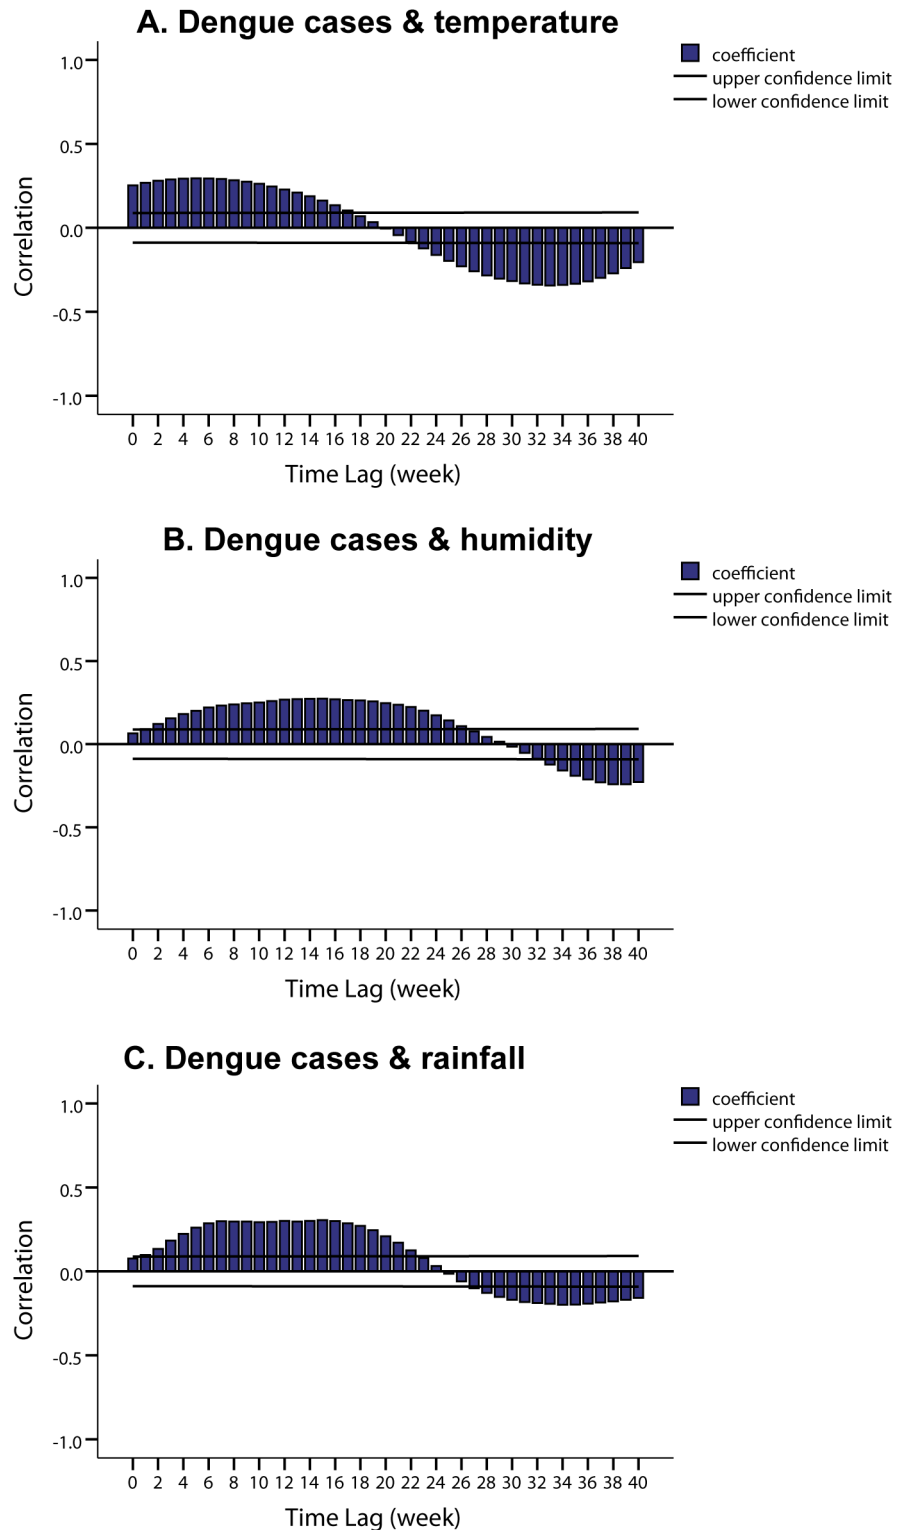 A. Dengue cases & temperature
coefficient
upper confidence limit
lower confidence limit
1.0
0.5
0.0
-0.5
-1.0
Correlation
0 2 4 6 8 10 12 14 16 18 20 22 24 26 28 30 32 34 36 38 40
Time Lag (week)
B. Dengue cases & humidity
coefficient
upper confidence limit
lower confidence limit
1.0
0.5
0.0
-0.5
-1.0
Correlation
0 2 4 6 8 10 12 14 16 18 20 22 24 26 28 30 32 34 36 38 40
Time Lag (week)
C. Dengue cases & rainfall
coefficient
upper confidence limit
lower confidence limit
1.0
0.5
0.0
-0.5
-1.0
Correlation
0 2 4 6 8 10 12 14 16 18 20 22 24 26 28 30 32 34 36 38 40
Time Lag (week)